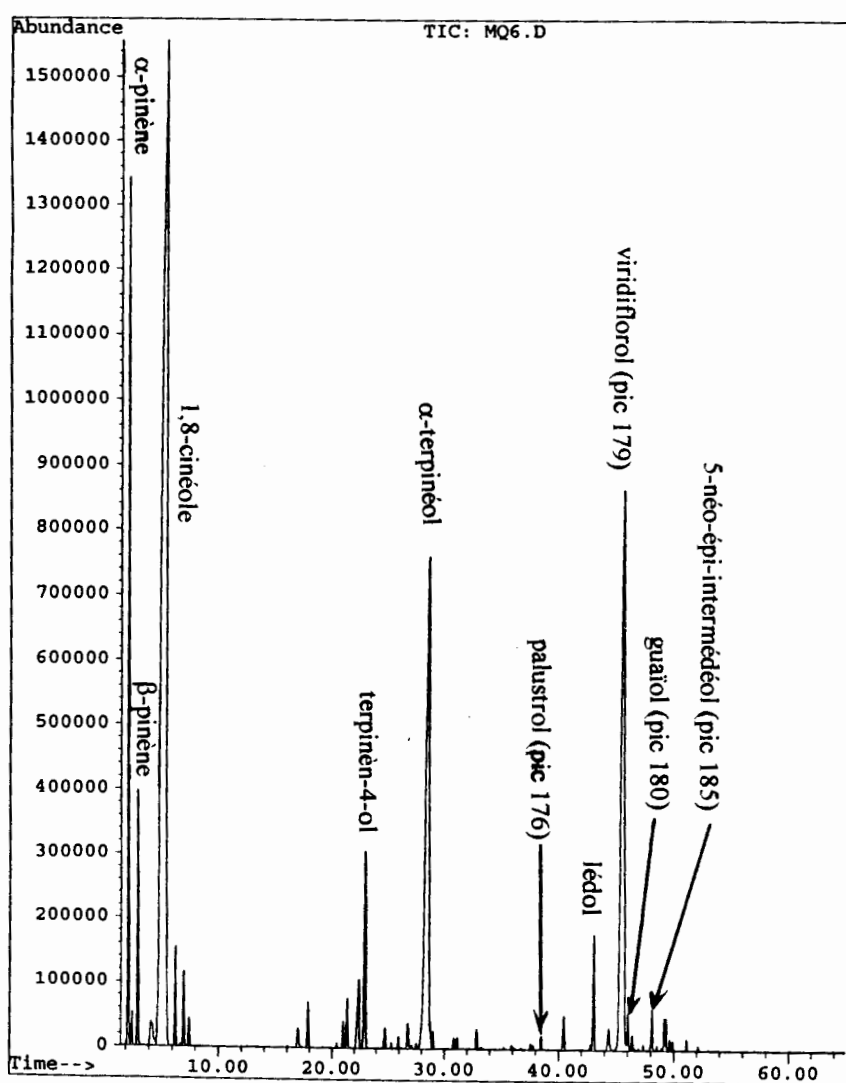 Abundance
TIC: MQ6.D
1500000
1400000
1300000
1200000
1100000
1000000
900000
800000
700000
600000
500000
400000
300000
200000
100000
α-pinène
β-pinène
1,8-cinéole
terpinèn-4-ol
α-terpinéol
palustrol (pic 176)
lédol
viridiflorol (pic 179)
guaïol (pic 180)
5-néo-épi-intermédéol (pic 185)
Time-->
10.00
20.00
30.00
40.00
50.00
60.00